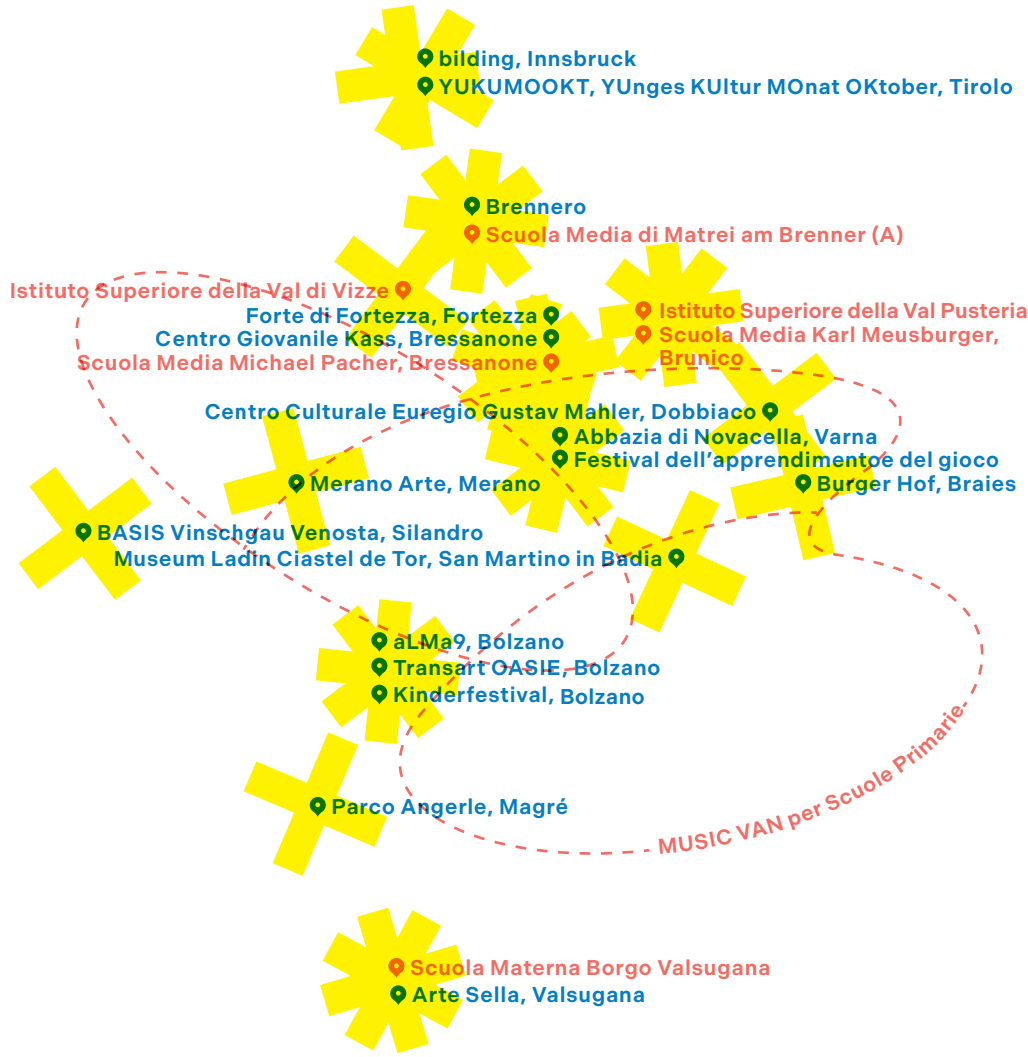 bilding, Innsbruck
YUKUMOOKT, YUnges KUltur MOnat OKtober, Tirolo
Brennero
Scuola Media di Matrei am Brenner (A)
Istituto Superiore della Val di Vizze
Istituto Superiore della Val Pusteria
Forte di Fortezza, Fortezza
Centro Giovanile Kass, Bressanone
Scuola Media Karl Meusburger,
Brunico
Scuola Media Michael Pacher, Bressanone
Centro Culturale Euregio Gustav Mahler, Dobbiaco
Abbazia di Novacella, Varna
Festival dell’apprendimentoe del gioco
Merano Arte, Merano
Burger Hof, Braies
BASIS Vinschgau Venosta, Silandro
Museum Ladin Ciastel de Tor, San Martino in Badia
aLMa9, Bolzano
Transart OASIE, Bolzano
Kinderfestival, Bolzano
MUSIC VAN per Scuole Primarie
Parco Angerle, Magré
Scuola Materna Borgo Valsugana
Arte Sella, Valsugana